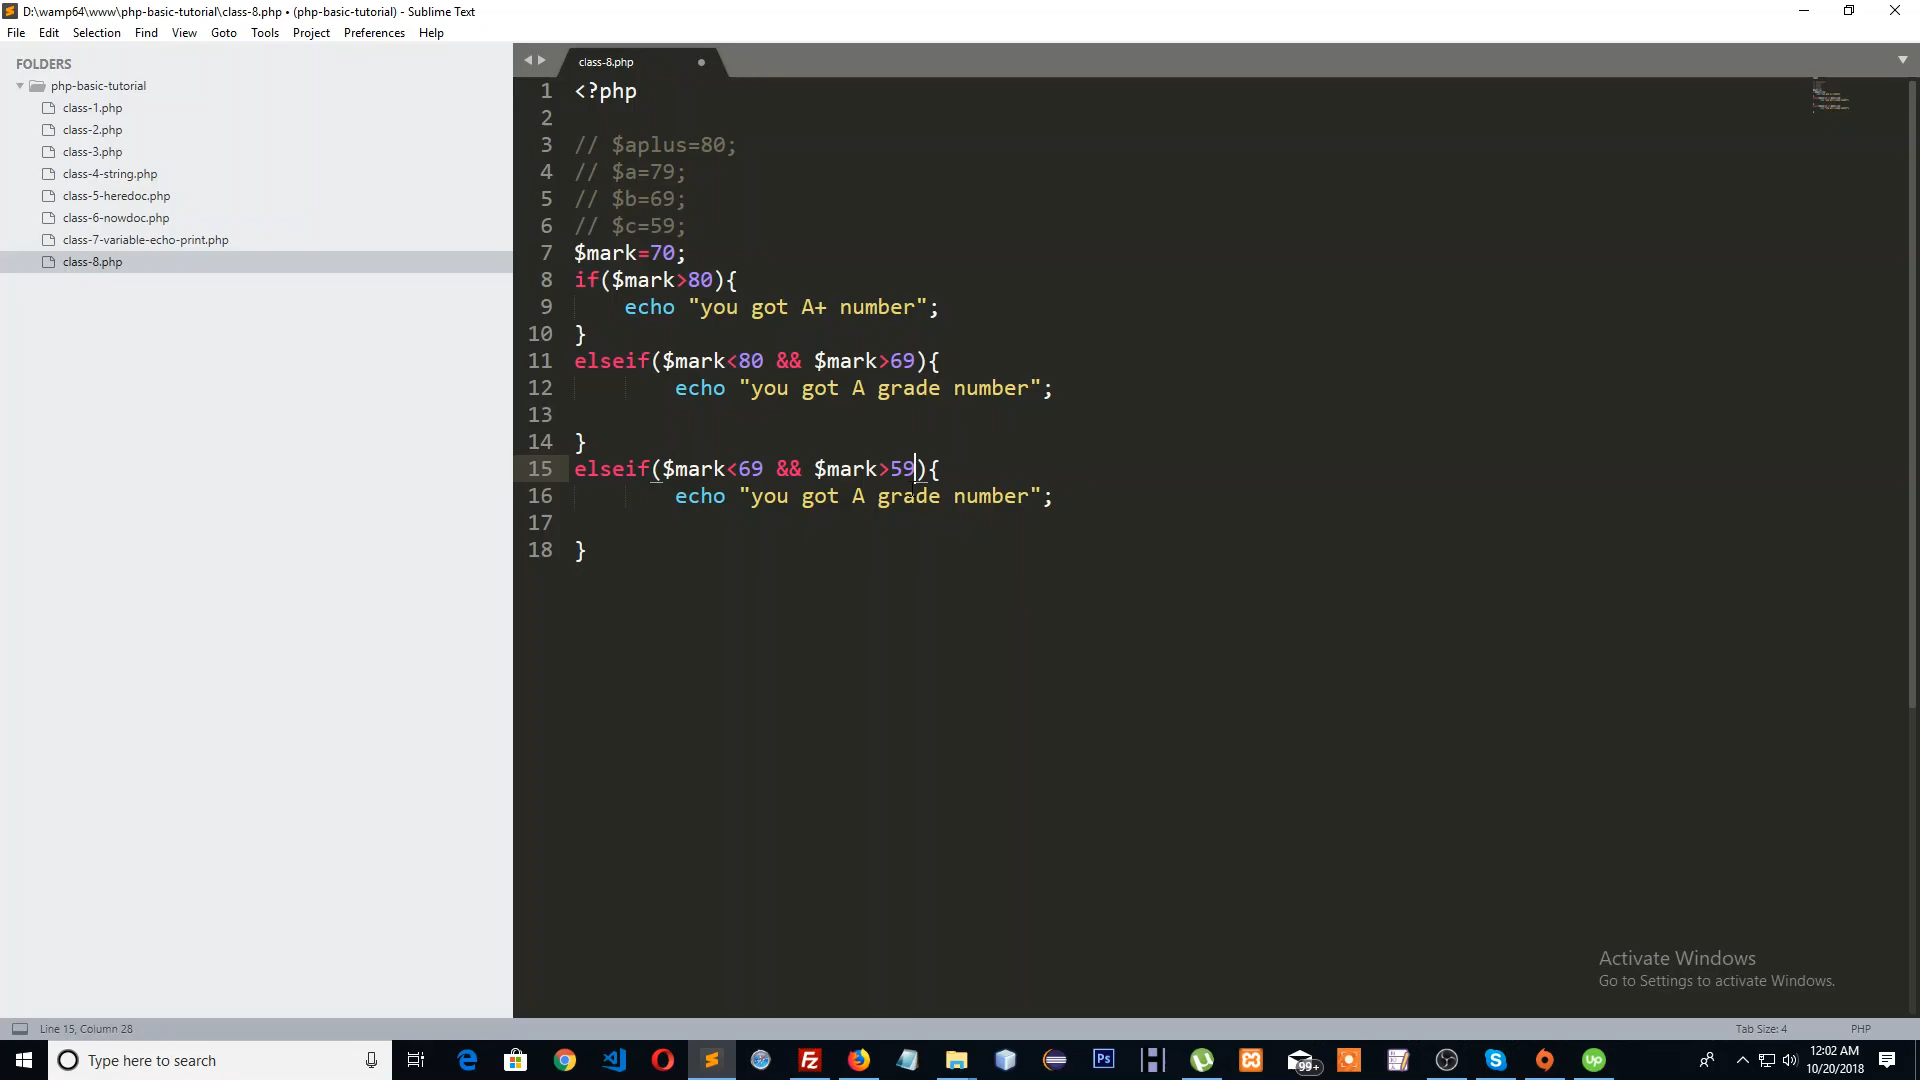 D:\wamp64\www\php-basic-tutorial\class-8.php • (php-basic-tutorial) - Sublime Text
File Edit Selection Find View Goto Tools Project Preferences Help
FOLDERS
php-basic-tutorial
class-1.php
class-2.php
class-3.php
class-4-string.php
class-5-heredoc.php
class-6-nowdoc.php
class-7-variable-echo-print.php
class-8.php
class-8.php
1 <?php
2
3 // $aplus=80;
4 // $a=79;
5 // $b=69;
6 // $c=59;
7 $mark=70;
8 if($mark>80){
9 echo "you got A+ number";
10 }
11 elseif($mark<80 && $mark>69){
12 echo "you got A grade number";
13
14 }
15 elseif($mark<69 && $mark>59){
16 echo "you got A grade number";
17
18 }
Activate Windows
Go to Settings to activate Windows.
Line 15, Column 28 Tab Size: 4 PHP
Type here to search
99+
Ps
Fz
up
12:02 AM
10/20/2018